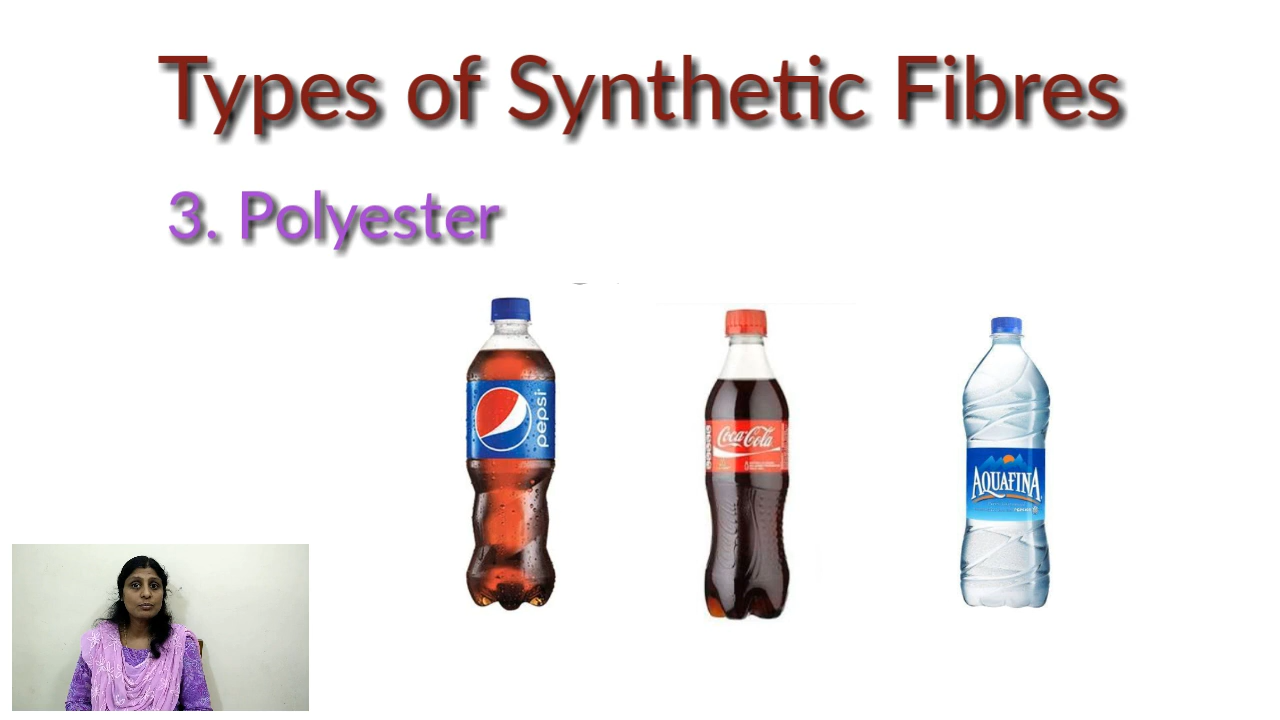 Types of Synthetic Fibres
3. Polyester
pepsi
Coca-Cola
AQUAFINA